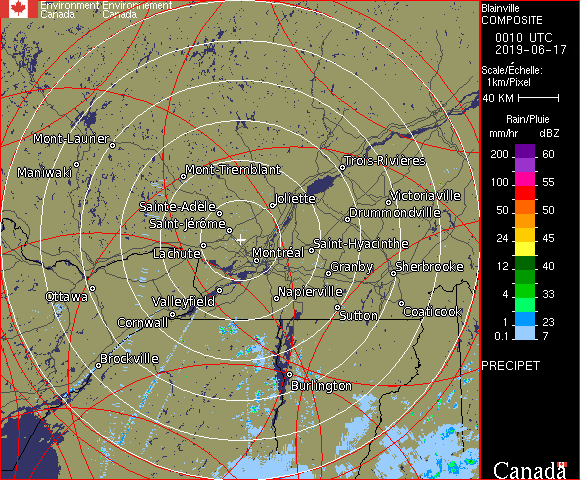 Environment Environnement
Canada Canada
Blainville
COMPOSITE
0010 UTC
2019-06-17
Scale/Échelle:
1km/Pixel
40 KM
Rain/Pluie
mm/hr dBZ
200 60
100 55
50 50
24 45
12 40
4 33
1 23
0.1 7
PRECIPET
Canada
Mont-Laurier
Maniwaki
Mont-Tremblant
Trois-Rivières
Joliette
Victoriaville
Sainte-Adèle
Drummondville
Saint-Jérôme
Saint-Hyacinthe
Lachute
Montréal
Granby
Sherbrooke
Ottawa
Valleyfield
Napierville
Sutton
Coaticook
Cornwall
Brockville
Burlington